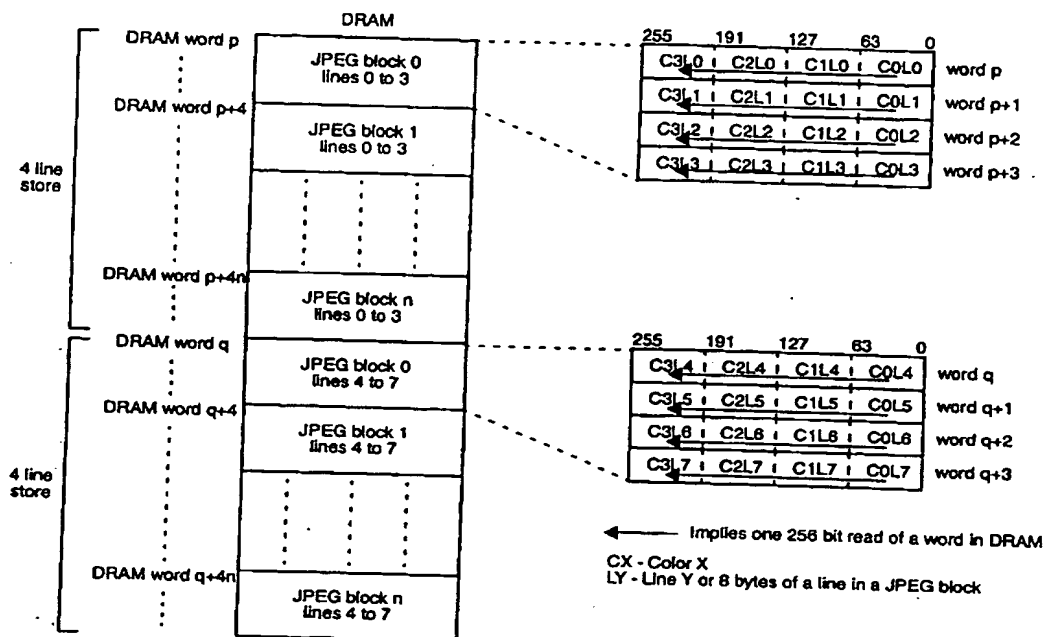 DRAM
DRAM word p
JPEG block 0
lines 0 to 3
DRAM word p+4
JPEG block 1
lines 0 to 3
4 line
store
DRAM word p+4n
JPEG block n
lines 0 to 3
DRAM word q
JPEG block 0
lines 4 to 7
DRAM word q+4
JPEG block 1
lines 4 to 7
4 line
store
DRAM word q+4n
JPEG block n
lines 4 to 7
255 191 127 63 0
C3L0 C2L0 C1L0 C0L0 word p
C3L1 C2L1 C1L1 C0L1 word p+1
C3L2 C2L2 C1L2 C0L2 word p+2
C3L3 C2L3 C1L3 C0L3 word p+3
255 191 127 63 0
C3L4 C2L4 C1L4 C0L4 word q
C3L5 C2L5 C1L5 C0L5 word q+1
C3L6 C2L6 C1L6 C0L6 word q+2
C3L7 C2L7 C1L7 C0L7 word q+3
Implies one 256 bit read of a word in DRAM
CX - Color X
LY - Line Y or 8 bytes of a line in a JPEG block